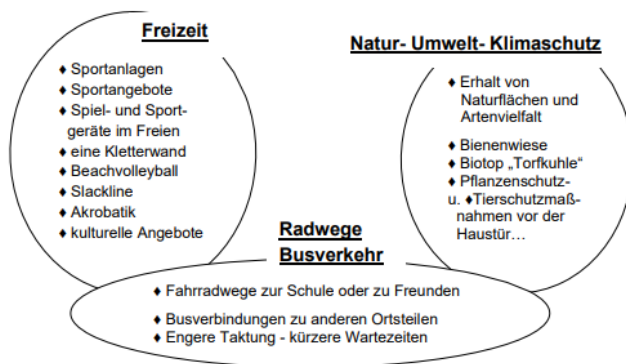 Freizeit
♦ Sportanlagen
♦ Sportangebote
♦ Spiel- und Sport-
geräte im Freien
♦ eine Kletterwand
♦ Beachvolleyball
♦ Slackline
♦ Akrobatik
♦ kulturelle Angebote
Natur- Umwelt- Klimaschutz
♦ Erhalt von
Naturflächen und
Artenvielfalt
♦ Bienenwiese
♦ Biotop „Torfkuhle“
♦ Pflanzenschutz-
u. ♦Tierschutzmaß-
nahmen vor der
Haustür…
Radwege
Busverkehr
♦ Fahrradwege zur Schule oder zu Freunden
♦ Busverbindungen zu anderen Ortsteilen
♦ Engere Taktung - kürzere Wartezeiten